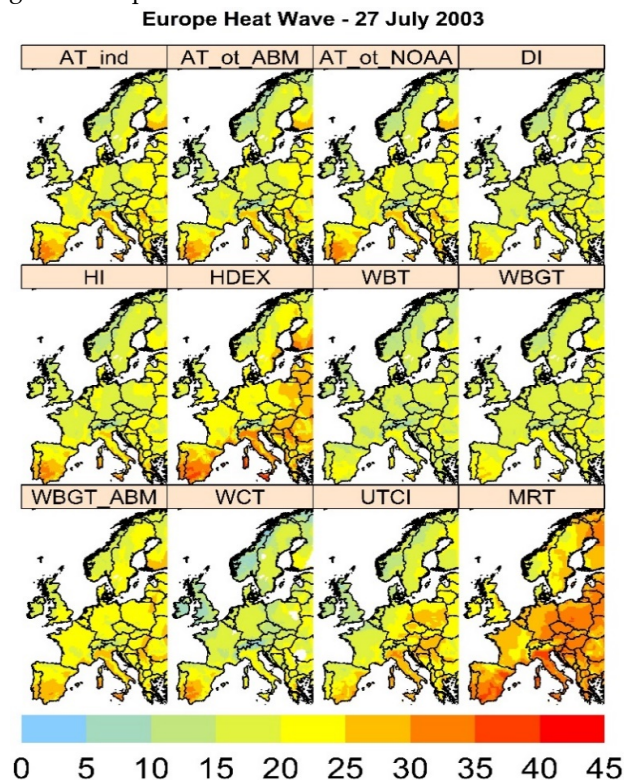 Europe Heat Wave - 27 July 2003
AT_ind AT_ot_ABM AT_ot_NOAA DI
HI HDEX WBT WBGT
WBGT_ABM WCT UTCI MRT
0 5 10 15 20 25 30 35 40 45